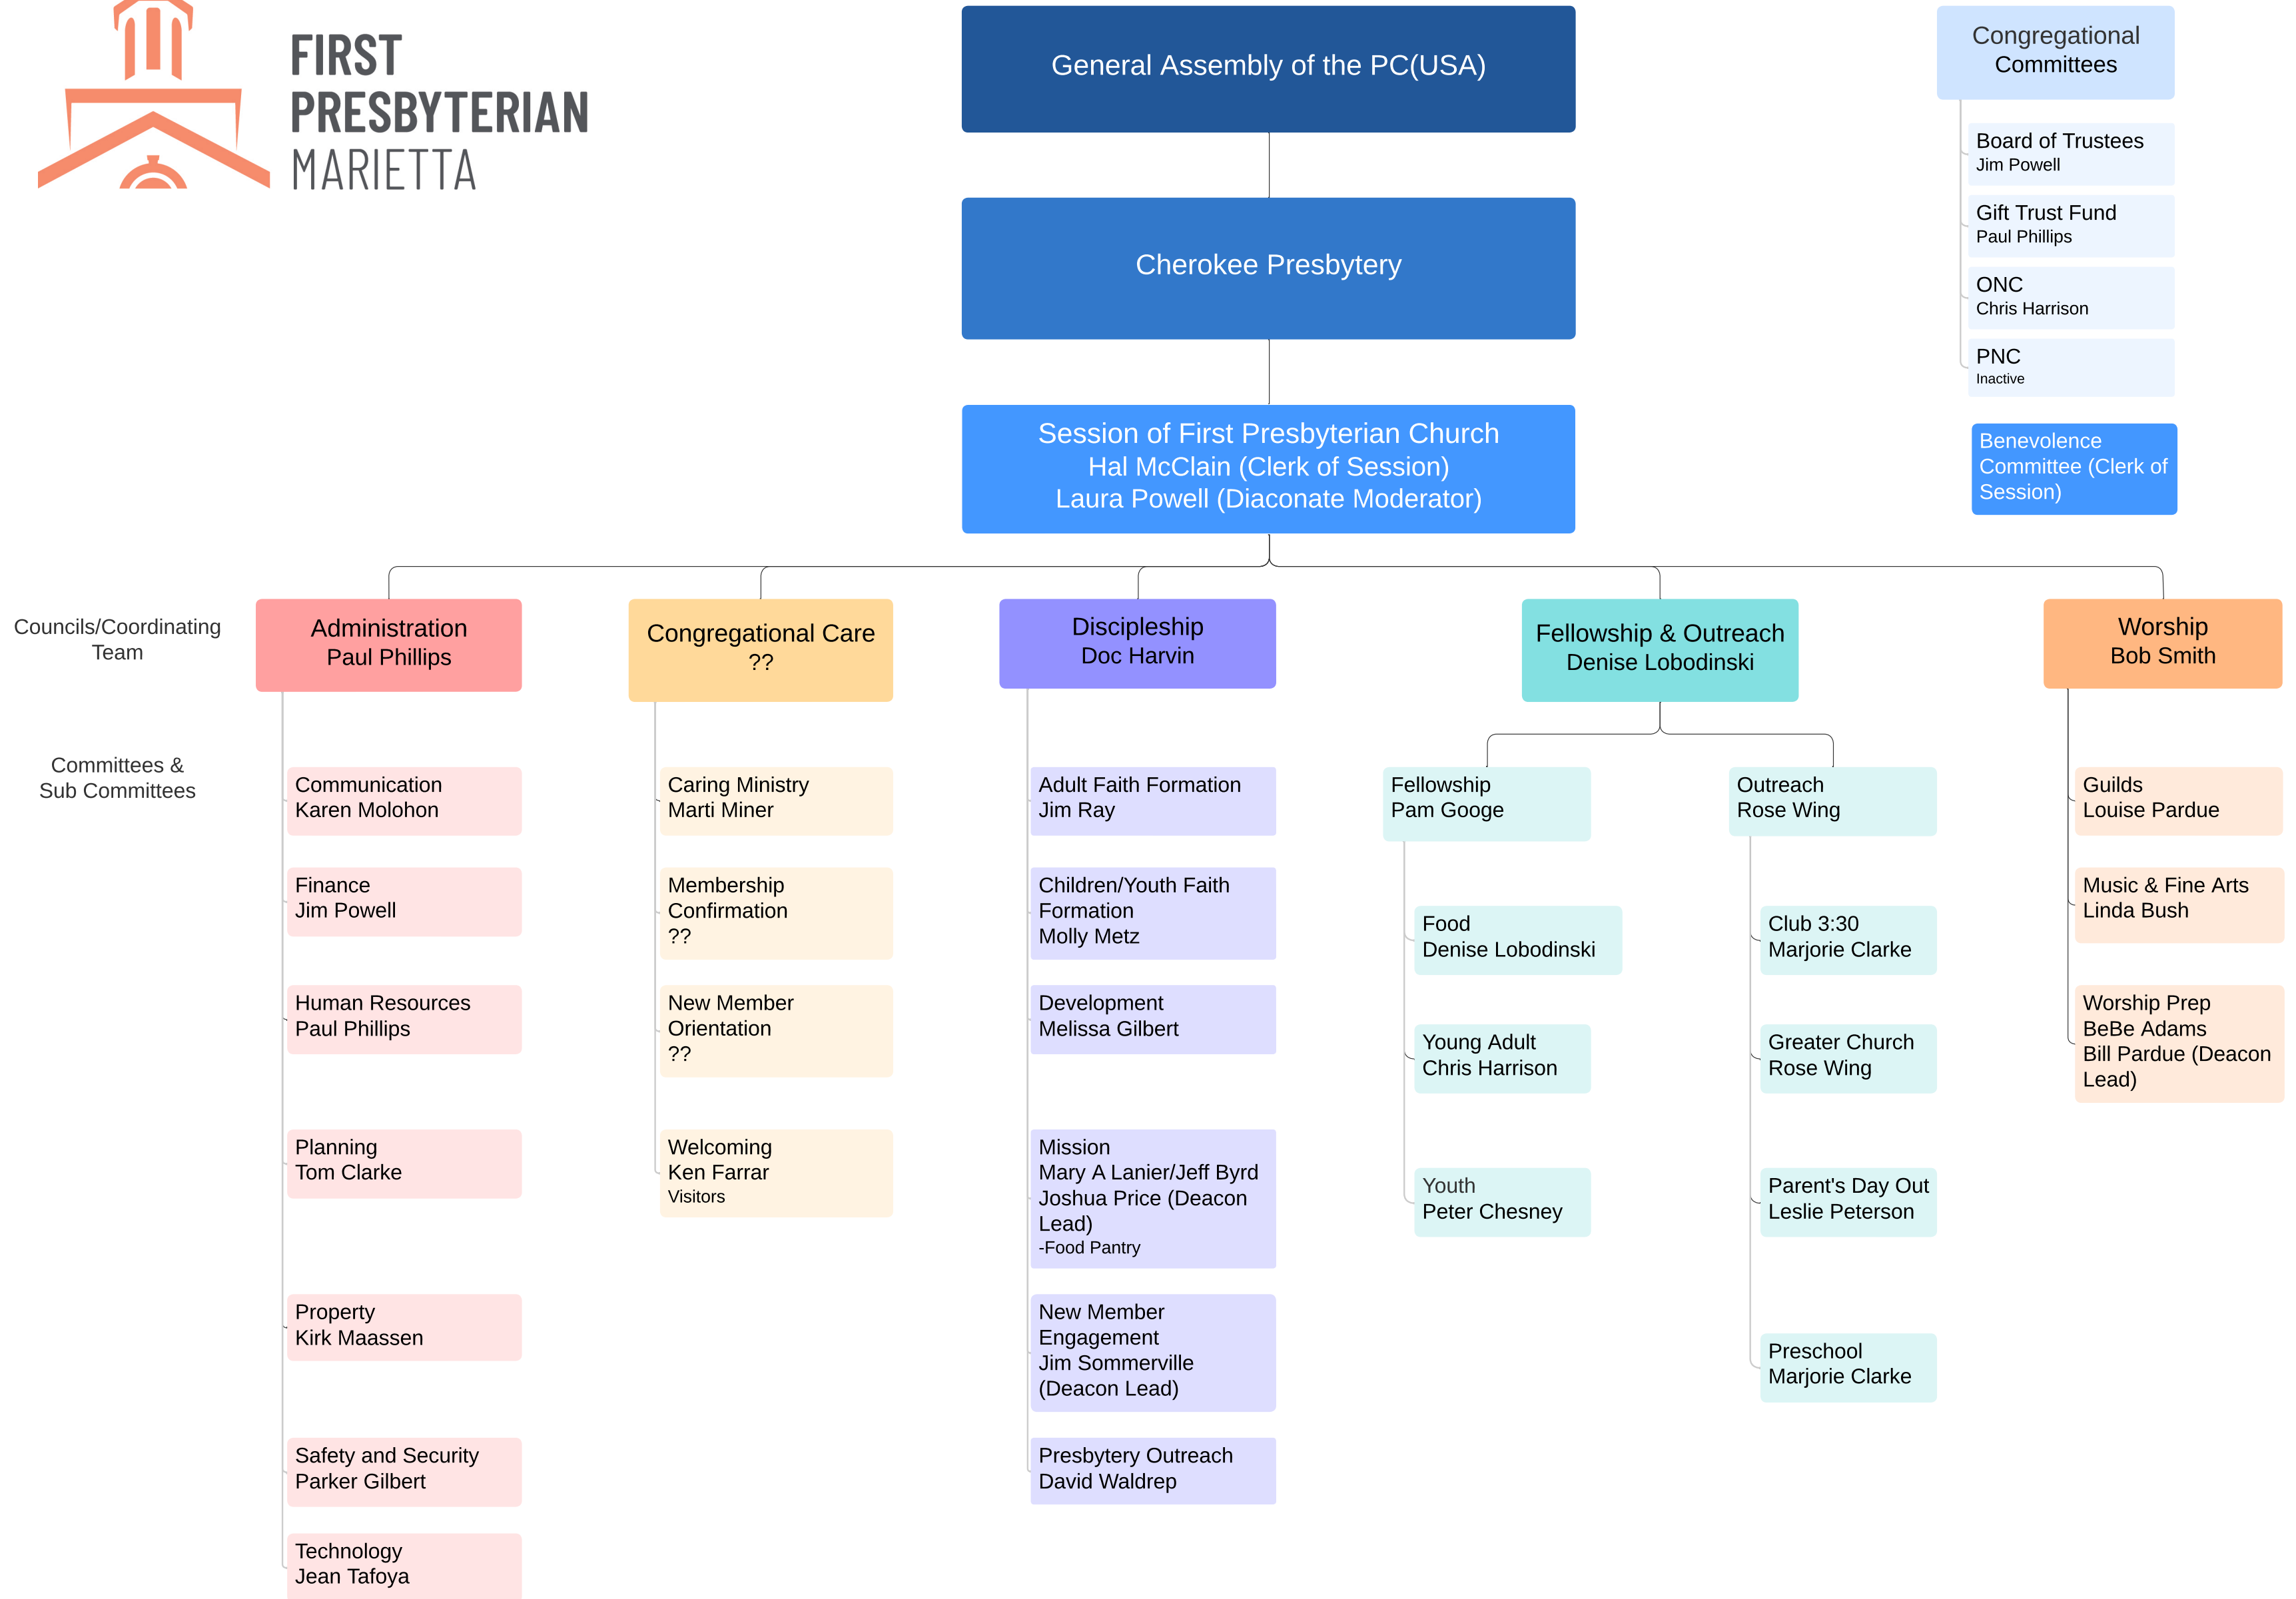 FIRST
PRESBYTERIAN
MARIETTA
General Assembly of the PC(USA)
Cherokee Presbytery
Session of First Presbyterian Church
Hal McClain (Clerk of Session)
Laura Powell (Diaconate Moderator)
Congregational
Committees
Board of Trustees
Jim Powell
Gift Trust Fund
Paul Phillips
ONC
Chris Harrison
PNC
Inactive
Benevolence
Committee (Clerk of
Session)
Councils/Coordinating
Team
Committees &
Sub Committees
Administration
Paul Phillips
Communication
Karen Molohon
Finance
Jim Powell
Human Resources
Paul Phillips
Planning
Tom Clarke
Property
Kirk Maassen
Safety and Security
Parker Gilbert
Technology
Jean Tafoya
Congregational Care
??
Caring Ministry
Marti Miner
Membership
Confirmation
??
New Member
Orientation
??
Welcoming
Ken Farrar
Visitors
Discipleship
Doc Harvin
Adult Faith Formation
Jim Ray
Children/Youth Faith
Formation
Molly Metz
Development
Melissa Gilbert
Mission
Mary A Lanier/Jeff Byrd
Joshua Price (Deacon
Lead)
-Food Pantry
New Member
Engagement
Jim Sommerville
(Deacon Lead)
Presbytery Outreach
David Waldrep
Fellowship & Outreach
Denise Lobodinski
Fellowship
Pam Googe
Food
Denise Lobodinski
Young Adult
Chris Harrison
Youth
Peter Chesney
Outreach
Rose Wing
Club 3:30
Marjorie Clarke
Greater Church
Rose Wing
Parent's Day Out
Leslie Peterson
Preschool
Marjorie Clarke
Worship
Bob Smith
Guilds
Louise Pardue
Music & Fine Arts
Linda Bush
Worship Prep
BeBe Adams
Bill Pardue (Deacon
Lead)